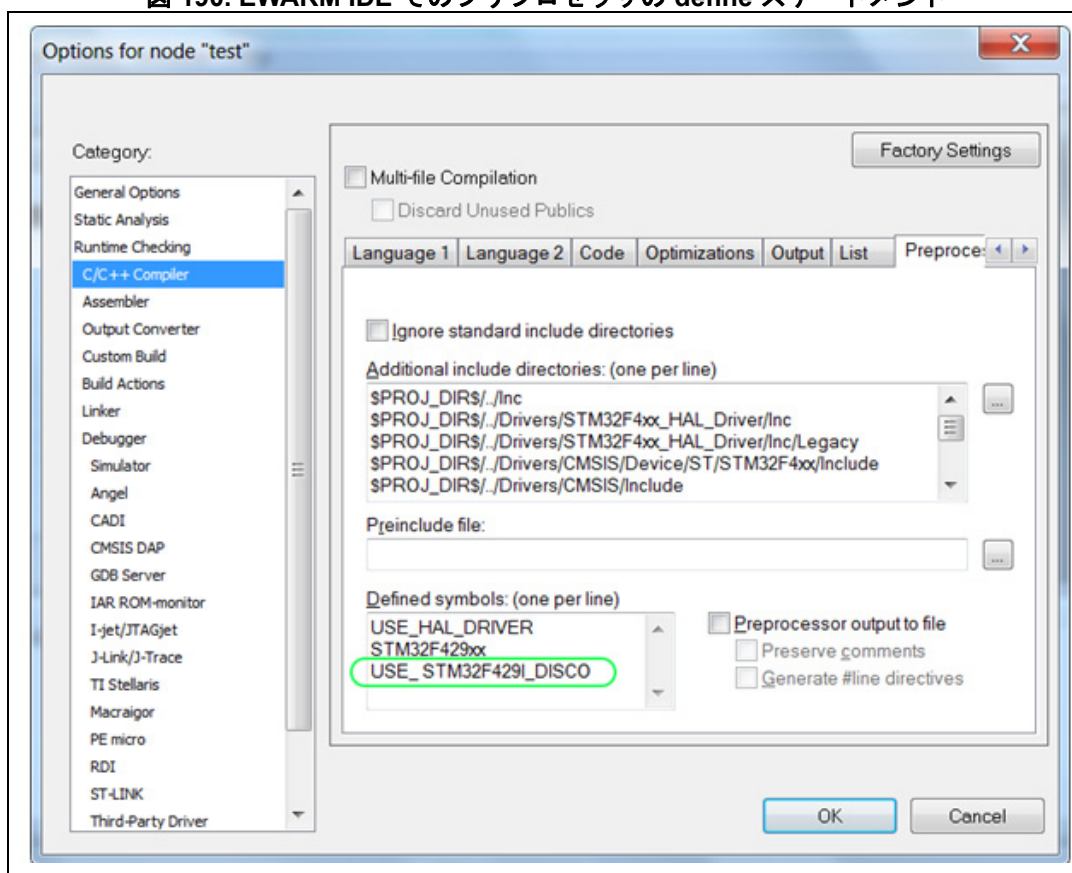 図 EWARM IDE でのプリプロセッサの define ステートメント
Options for node "test"
Category:
General Options
Static Analysis
Runtime Checking
C/C++ Compiler
Assembler
Output Converter
Custom Build
Build Actions
Linker
Debugger
Simulator
Angel
CADI
CMSIS DAP
GDB Server
IAR ROM-monitor
I-jet/JTAGjet
J-Link/J-Trace
TI Stellaris
Macraigor
PE micro
RDI
ST-LINK
Third-Party Driver
Factory Settings
Multi-file Compilation
Discard Unused Publics
Language 1 Language 2 Code Optimizations Output List Preproce
Ignore standard include directories
Additional include directories: (one per line)
$PROJ_DIR$/../Inc
$PROJ_DIR$/../Drivers/STM32F4xx_HAL_Driver/Inc
$PROJ_DIR$/../Drivers/STM32F4xx_HAL_Driver/Inc/Legacy
$PROJ_DIR$/../Drivers/CMSIS/Device/ST/STM32F4xx/Include
$PROJ_DIR$/../Drivers/CMSIS/Include
...
Preinclude file:
...
Defined symbols: (one per line)
USE_HAL_DRIVER
STM32F429xx
USE_ STM32F429I_DISCO
Preprocessor output to file
Preserve comments
Generate #line directives
OK Cancel